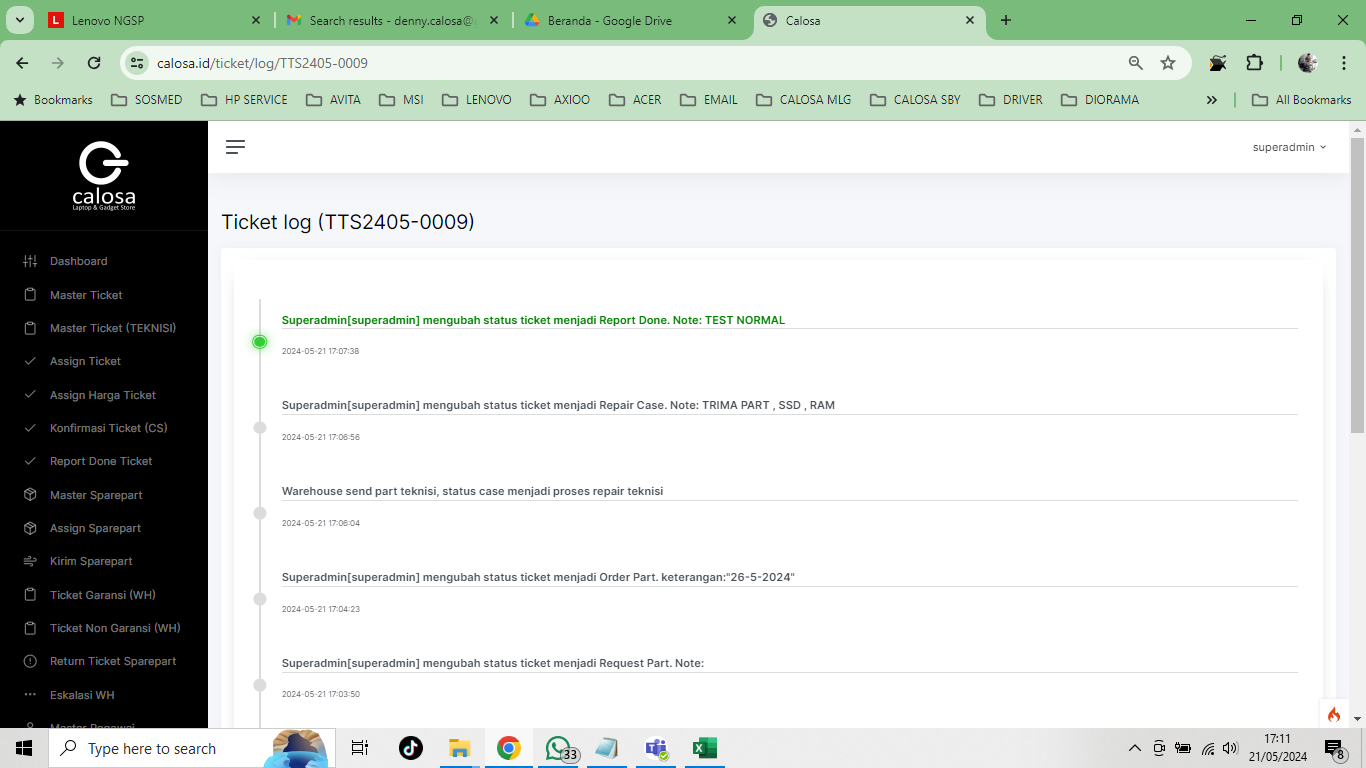 Lenovo NGSP
Search results - denny.calosa@
Beranda - Google Drive
Calosa
calosa.id/ticket/log/TTS2405-0009
Bookmarks
SOSMED
HP SERVICE
AVITA
MSI
LENOVO
AXIOO
ACER
EMAIL
CALOSA MLG
CALOSA SBY
DRIVER
DIORAMA
All Bookmarks
calosa
Laptop & Gadget Store
superadmin
Dashboard
Master Ticket
Master Ticket (TEKNISI)
Assign Ticket
Assign Harga Ticket
Konfirmasi Ticket (CS)
Report Done Ticket
Master Sparepart
Assign Sparepart
Kirim Sparepart
Ticket Garansi (WH)
Ticket Non Garansi (WH)
Return Ticket Sparepart
Eskalasi WH
Master Pegawai
Ticket log (TTS2405-0009)
Superadmin[superadmin] mengubah status ticket menjadi Report Done. Note: TEST NORMAL
2024-05-21 17:07:38
Superadmin[superadmin] mengubah status ticket menjadi Repair Case. Note: TRIMA PART , SSD , RAM
2024-05-21 17:06:56
Warehouse send part teknisi, status case menjadi proses repair teknisi
2024-05-21 17:06:04
Superadmin[superadmin] mengubah status ticket menjadi Order Part. keterangan:"26-5-2024"
2024-05-21 17:04:23
Superadmin[superadmin] mengubah status ticket menjadi Request Part. Note:
2024-05-21 17:03:50
Type here to search
33
17:11
21/05/2024
8